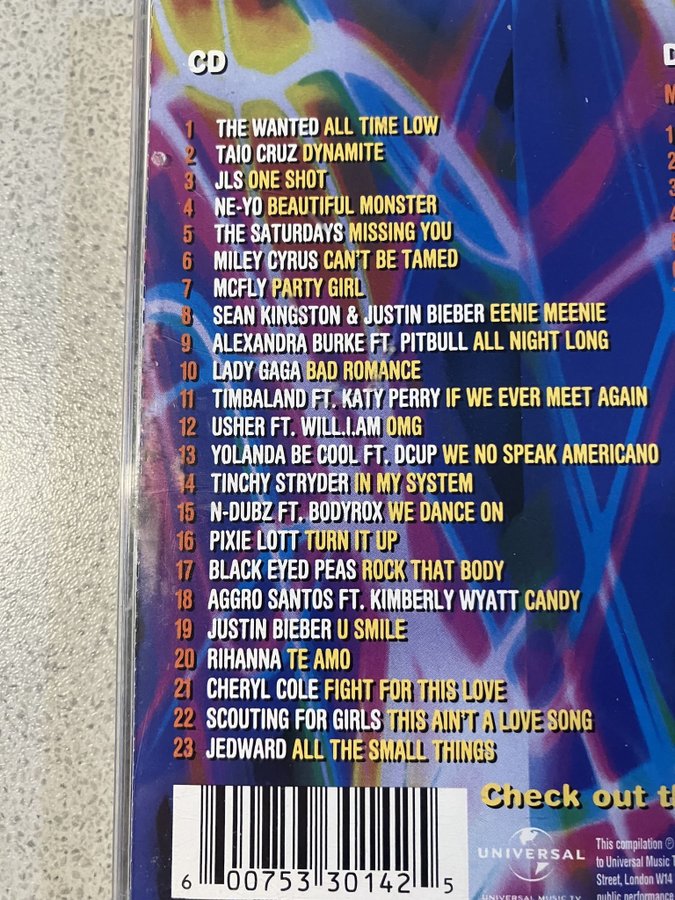 CD
1 THE WANTED ALL TIME LOW
2 TAIO CRUZ DYNAMITE
3 JLS ONE SHOT
4 NE-YO BEAUTIFUL MONSTER
5 THE SATURDAYS MISSING YOU
6 MILEY CYRUS CAN'T BE TAMED
7 MCFLY PARTY GIRL
8 SEAN KINGSTON & JUSTIN BIEBER EENIE MEENIE
9 ALEXANDRA BURKE FT. PITBULL ALL NIGHT LONG
10 LADY GAGA BAD ROMANCE
11 TIMBALAND FT. KATY PERRY IF WE EVER MEET AGAIN
12 USHER FT. WILL.I.AM OMG
13 YOLANDA BE COOL FT. DCUP WE NO SPEAK AMERICANO
14 TINCHY STRYDER IN MY SYSTEM
15 N-DUBZ FT. BODYROX WE DANCE ON
16 PIXIE LOTT TURN IT UP
17 BLACK EYED PEAS ROCK THAT BODY
18 AGGRO SANTOS FT. KIMBERLY WYATT CANDY
19 JUSTIN BIEBER U SMILE
20 RIHANNA TE AMO
21 CHERYL COLE FIGHT FOR THIS LOVE
22 SCOUTING FOR GIRLS THIS AIN'T A LOVE SONG
23 JEDWARD ALL THE SMALL THINGS
D
M
1
2
3
4
Check out th
6 00753 30142 5
UNIVERSAL
UNIVERSAL MUSIC TV
This compilation ℗
to Universal Music T
Street, London W14
public performance